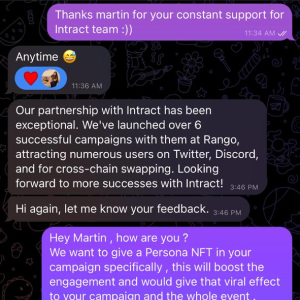 Thanks martin for your constant support for
Intract team :))
11:34 AM
Anytime 😅
11:36 AM
Our partnership with Intract has been
exceptional. We've launched over 6
successful campaigns with them at Rango,
attracting numerous users on Twitter, Discord,
and for cross-chain swapping. Looking
forward to more successes with Intract!
3:46 PM
Hi again, let me know your feedback.
3:46 PM
Hey Martin , how are you ?
We want to give a Persona NFT in your
campaign specifically , this will boost the
engagement and would give that viral effect
to your campaign and the whole event .